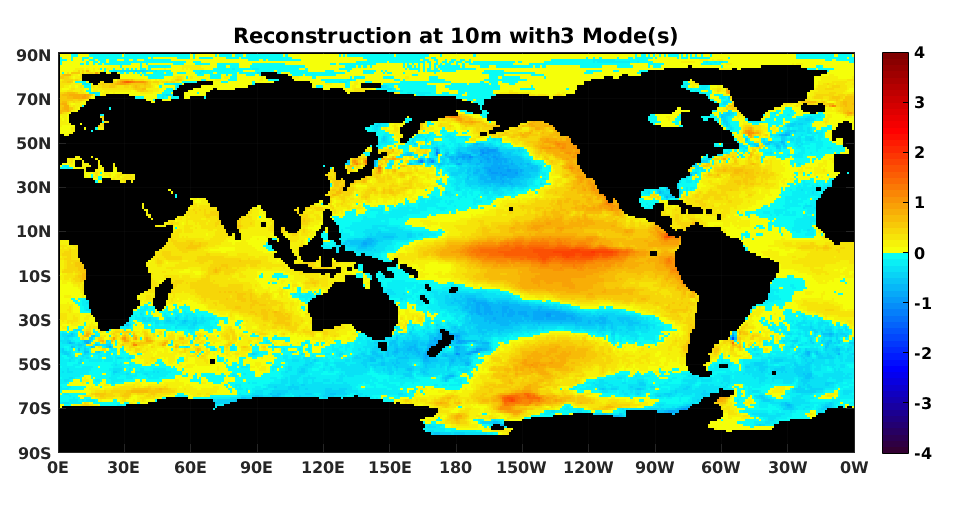 Reconstruction at 10m with3 Mode(s)
90N
70N
50N
30N
10N
10S
30S
50S
70S
90S
0E 30E 60E 90E 120E 150E 180 150W 120W 90W 60W 30W 0W
4
3
2
1
0
-1
-2
-3
-4